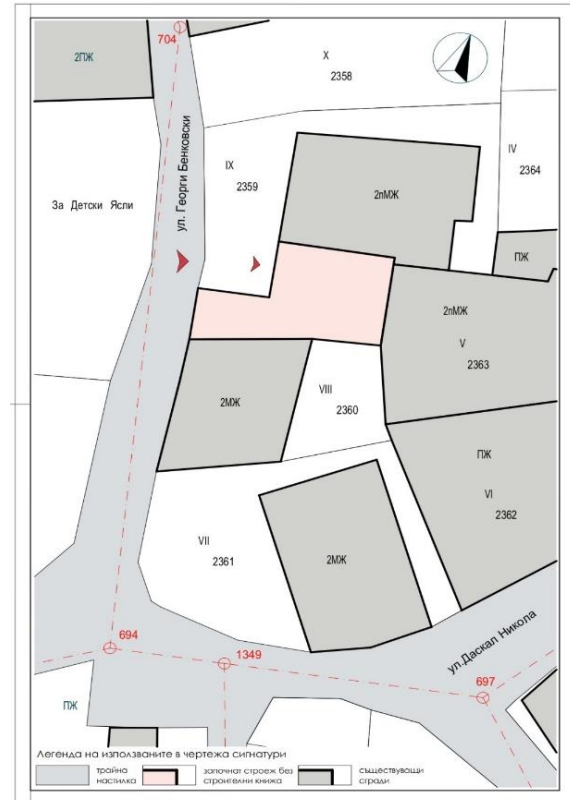 704
2ПЖ
X
2358
ул. Георги Бенковски
IX
2359
IV
2364
За Детски Ясли
2пМЖ
ПЖ
2пМЖ
V
2363
VIII
2360
2МЖ
ПЖ
VI
2362
VII
2361
2МЖ
ул.Даскал Никола
694
1349
697
ПЖ
Легенда на използваните в чертежа сигнатури
трайна
настилка
започнат строеж без
строителни книжа
съществуващи
сгради